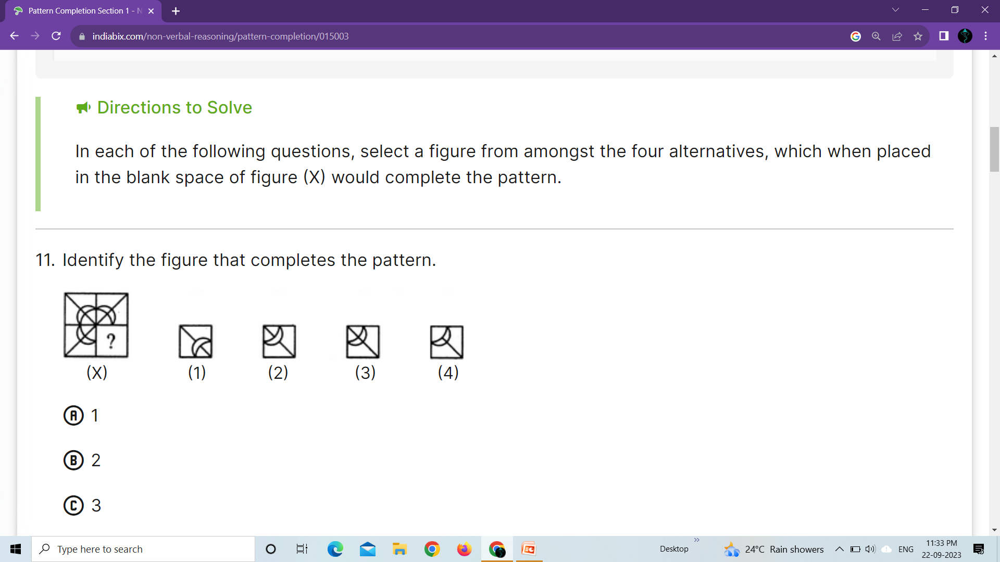 Pattern Completion Section 1 - N
indiabix.com/non-verbal-reasoning/pattern-completion/015003
Directions to Solve
In each of the following questions, select a figure from amongst the four alternatives, which when placed
in the blank space of figure (X) would complete the pattern.
11. Identify the figure that completes the pattern.
?
(X) (1) (2) (3) (4)
A 1
B 2
C 3
Type here to search
Desktop
24°C Rain showers
ENG
11:33 PM
22-09-2023